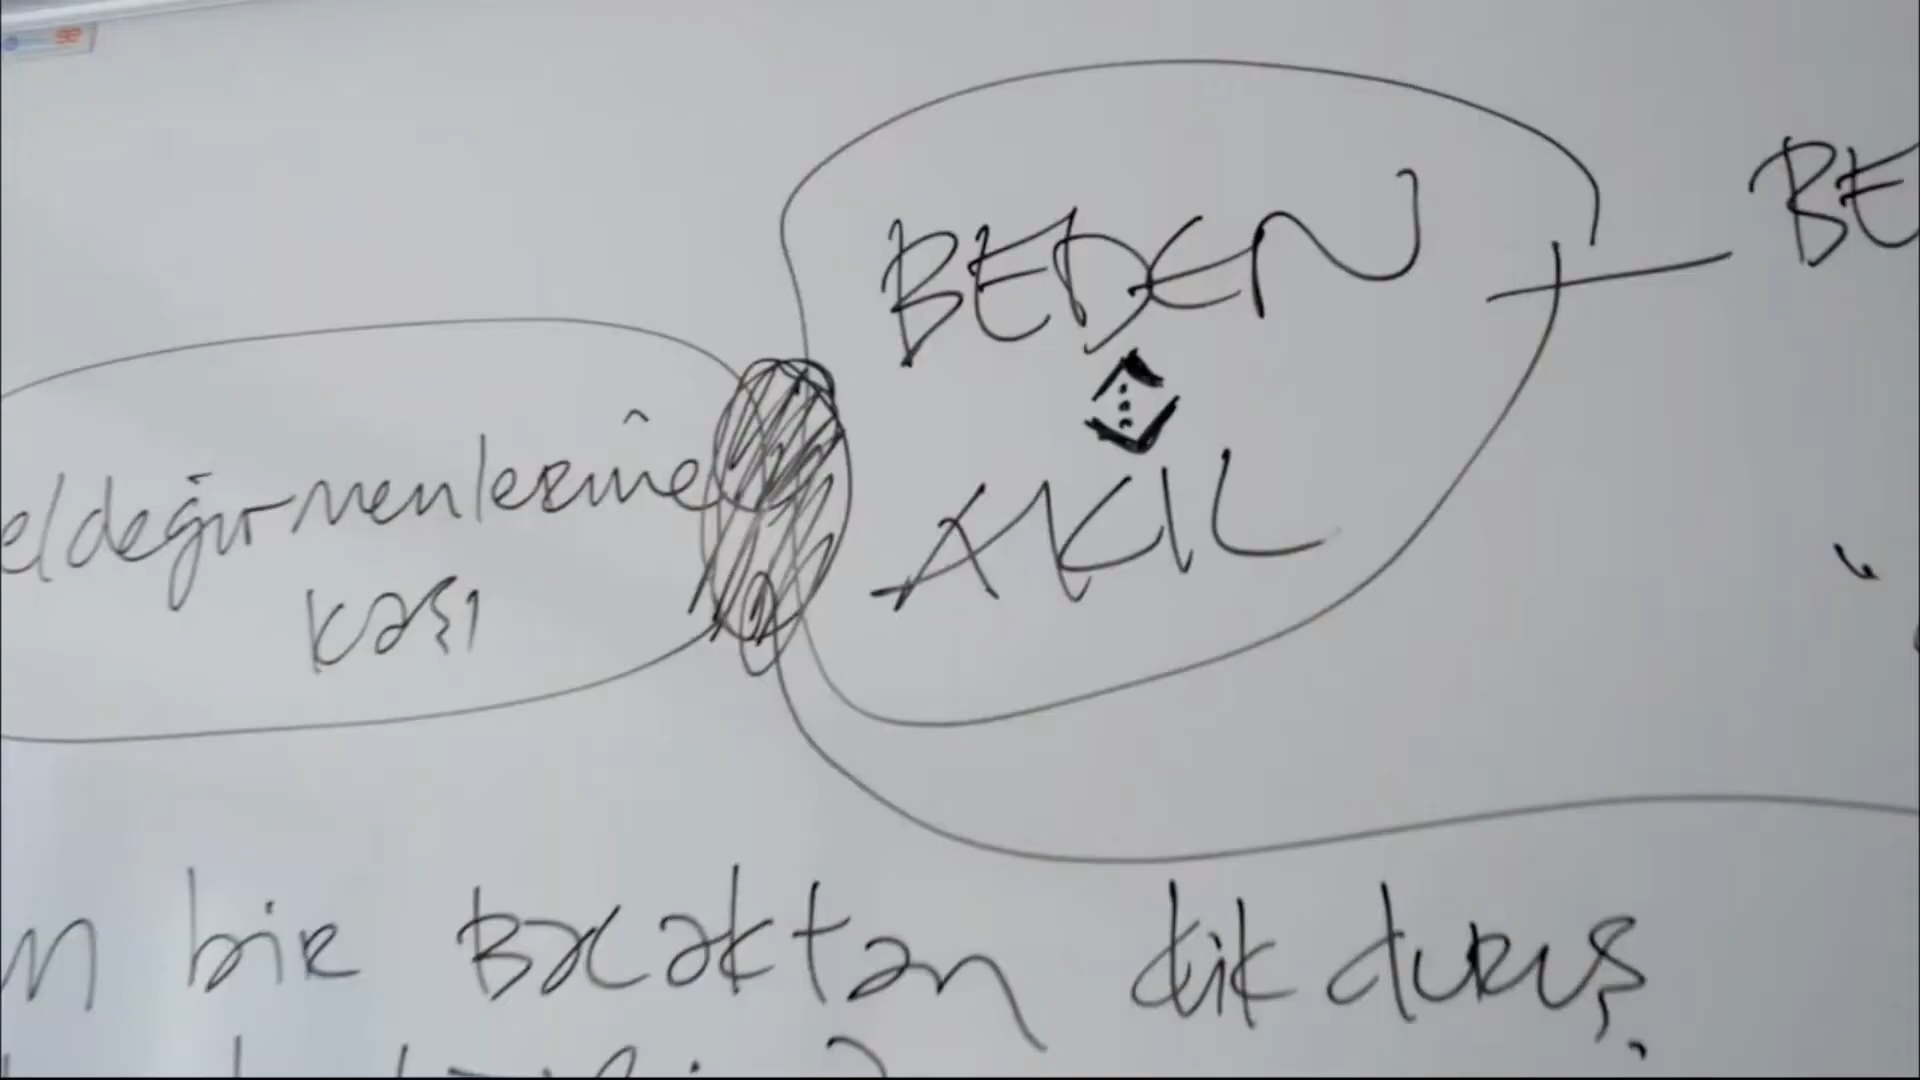 BEDEN
BE
AKIL
eldeğirmenlerine
karşı
n bir Bacaktan dik duruş